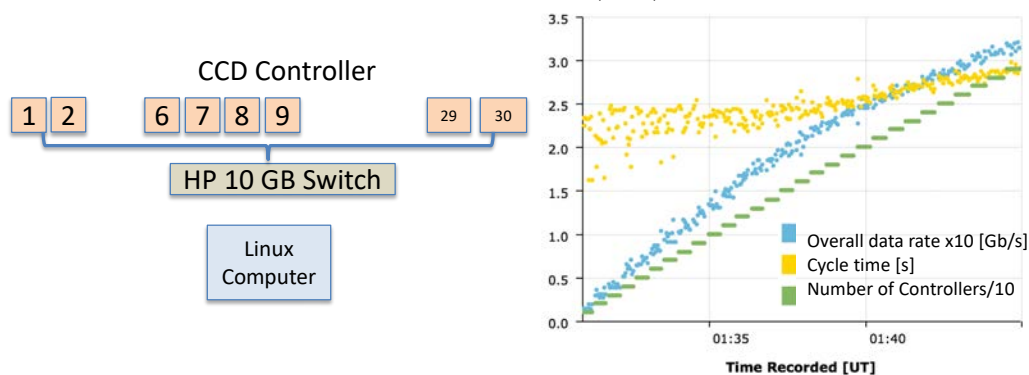 CCD Controller
1 2 6 7 8 9 29 30
HP 10 GB Switch
Linux
Computer
3.5
3.0
2.5
2.0
1.5
1.0
0.5
0.0
Overall data rate x10 [Gb/s]
Cycle time [s]
Number of Controllers/10
01:35 01:40
Time Recorded [UT]